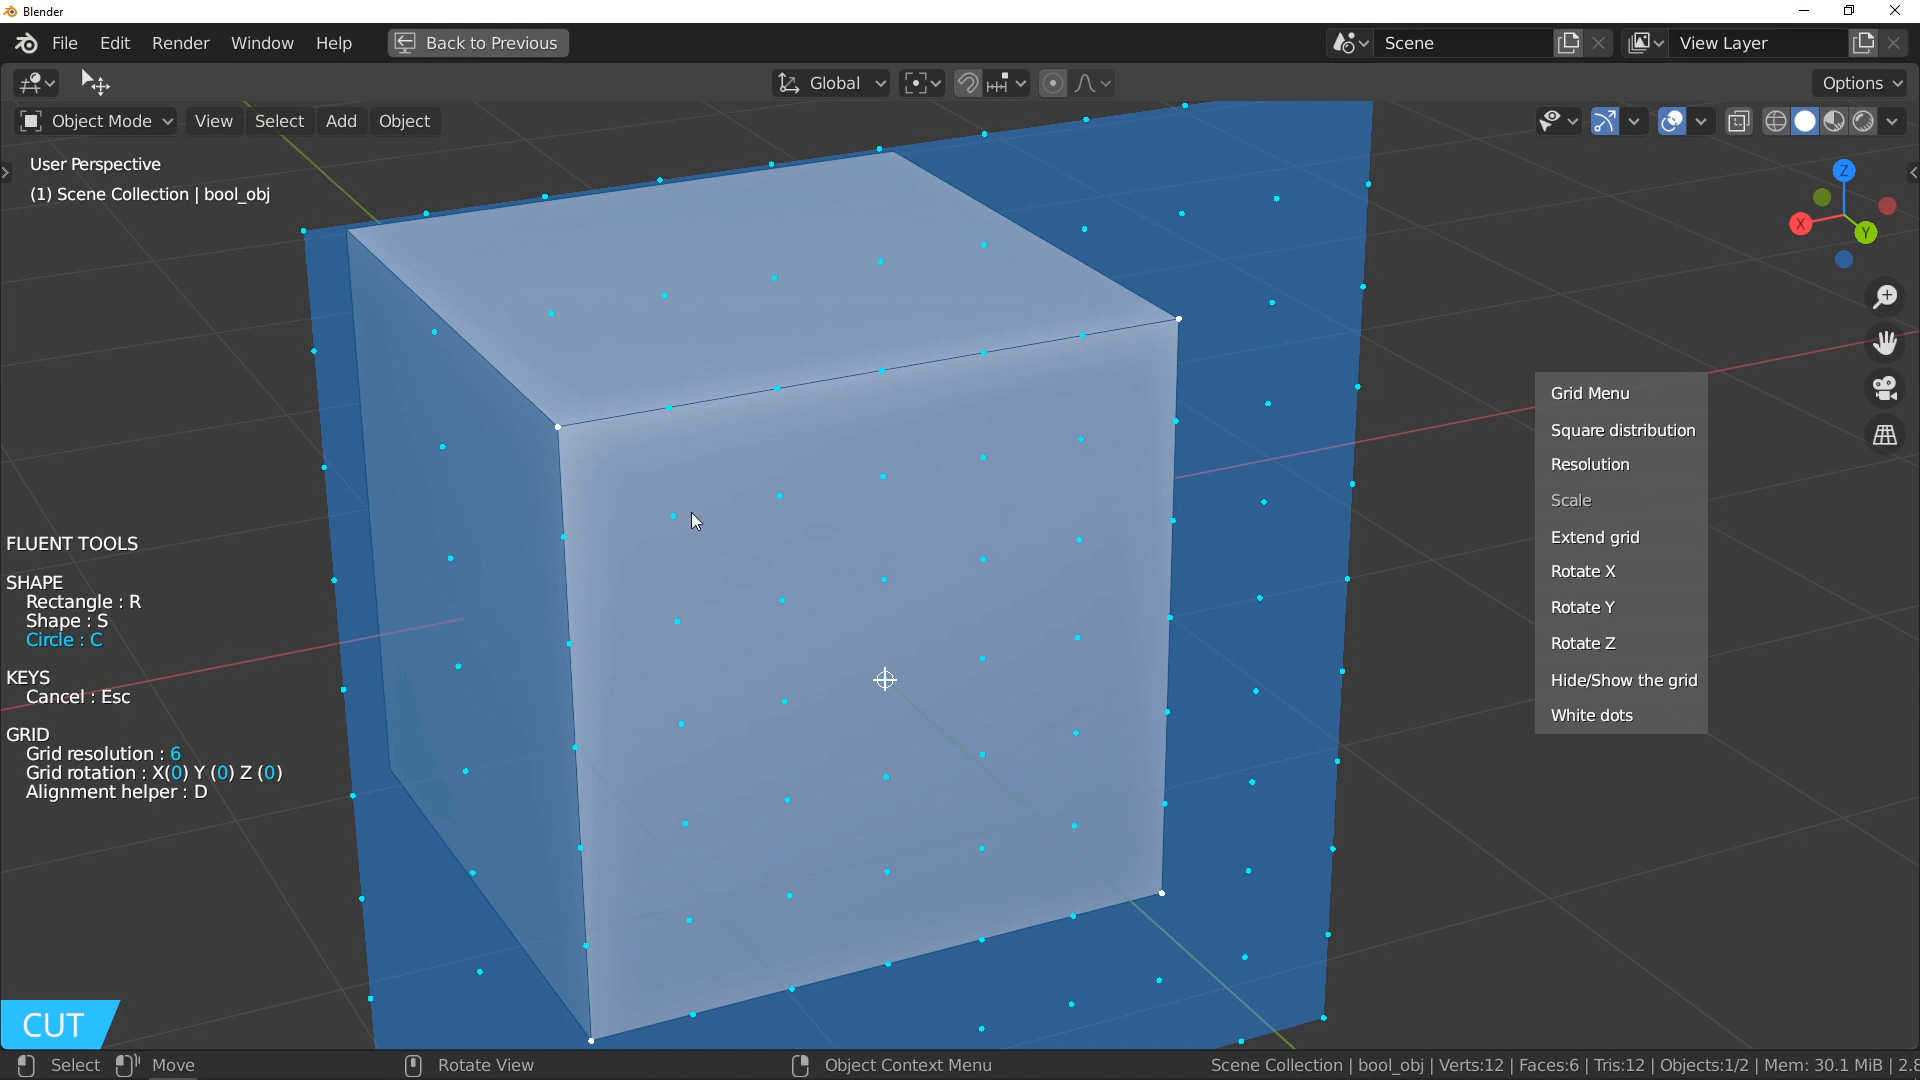 Blender
File Edit Render Window Help Back to Previous Scene View Layer
Global Options
Object Mode View Select Add Object
User Perspective
(1) Scene Collection | bool_obj
Z
X
Y
Grid Menu
Square distribution
Resolution
Scale
Extend grid
Rotate X
Rotate Y
Rotate Z
Hide/Show the grid
White dots
FLUENT TOOLS
SHAPE
Rectangle : R
Shape : S
Circle : C
KEYS
Cancel : Esc
GRID
Grid resolution : 6
Grid rotation : X(0) Y (0) Z (0)
Alignment helper : D
CUT
Select Move Rotate View Object Context Menu Scene Collection | bool_obj | Verts:12 | Faces:6 | Tris:12 | Objects:1/2 | Mem: 30.1 MiB | 2.8